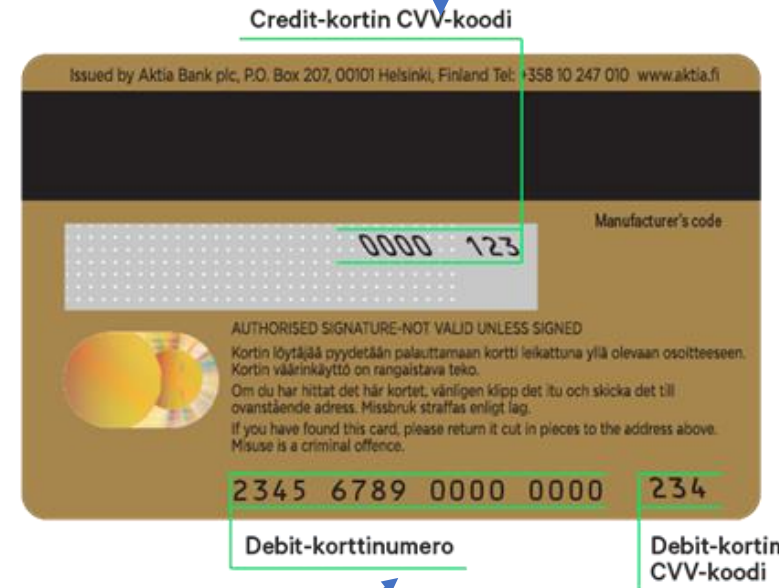 Credit-kortin CVV-koodi
Issued by Aktia Bank plc, P.O. Box 207, 00101 Helsinki, Finland Tel: +358 10 247 010 www.aktia.fi
Manufacturer's code
0000 123
AUTHORISED SIGNATURE-NOT VALID UNLESS SIGNED
Kortin löytäjää pyydetään palauttamaan kortti leikattuna yllä olevaan osoitteeseen.
Kortin väärinkäyttö on rangaistava teko.
Om du har hittat det här kortet, vänligen klipp det itu och skicka det till
ovanstående adress. Missbruk straffas enligt lag.
If you have found this card, please return it cut in pieces to the address above.
Misuse is a criminal offence.
2345 6789 0000 0000 234
Debit-korttinumero
Debit-kortin
CVV-koodi